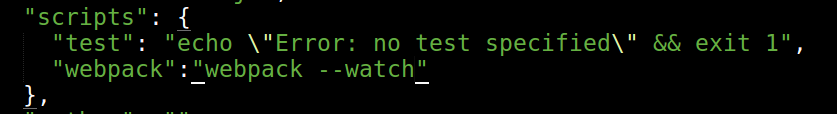 "scripts": {
"test": "echo \"Error: no test specified\" && exit 1",
"webpack":"webpack --watch"
},